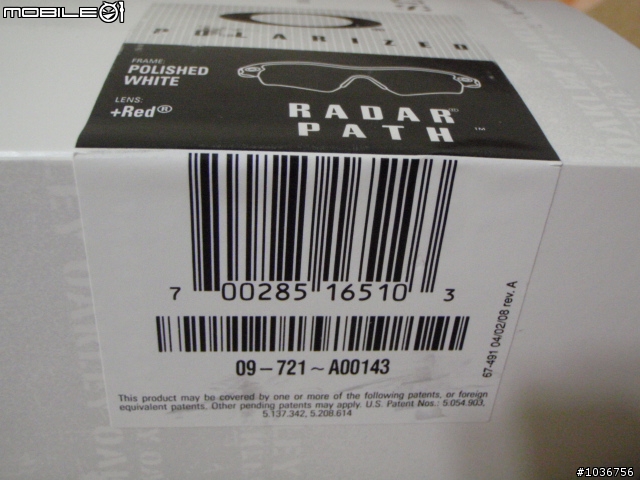 MOBILE01
POLARIZED
FRAME:
POLISHED
WHITE
LENS:
+Red®
RADAR®
PATH™
7 00285 16510 3
09-721~A00143
67-491 04/02/08 rev. A
This product may be covered by one or more of the following patents, or foreign
equivalent patents. Other pending patents may apply. U.S. Patent Nos.: 5.054.903,
5.137.342, 5.208.614
#1036756